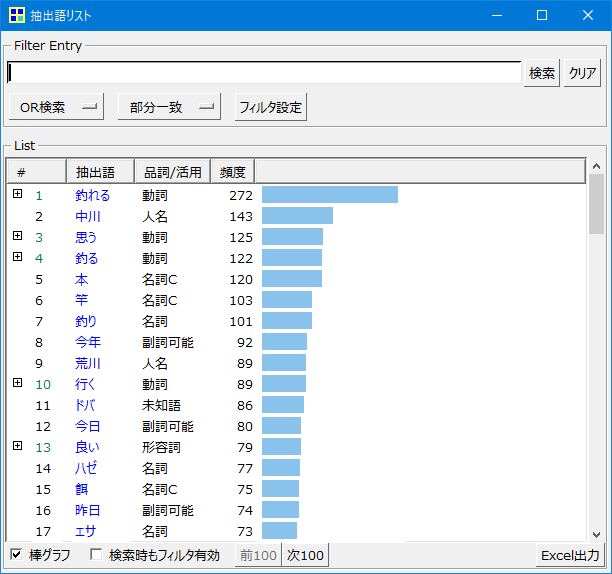 抽出語リスト
Filter Entry
検索 クリア
OR検索 部分一致 フィルタ設定
List
# 抽出語 品詞/活用 頻度
1 釣れる 動詞 272
2 中川 人名 143
3 思う 動詞 125
4 釣る 動詞 122
5 本 名詞C 120
6 竿 名詞C 103
7 釣り 名詞 101
8 今年 副詞可能 92
9 荒川 人名 89
10 行く 動詞 89
11 ドバ 未知語 86
12 今日 副詞可能 80
13 良い 形容詞 79
14 ハゼ 名詞 77
15 餌 名詞C 75
16 昨日 副詞可能 74
17 エサ 名詞 73
棒グラフ 検索時もフィルタ有効 前100 次100 Excel出力